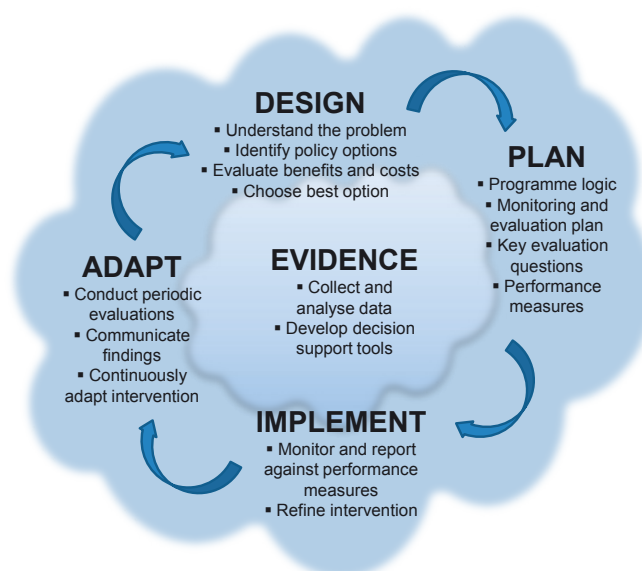 DESIGN
▪ Understand the problem
▪ Identify policy options
▪ Evaluate benefits and costs
▪ Choose best option
PLAN
▪ Programme logic
▪ Monitoring and
evaluation plan
▪ Key evaluation
questions
▪ Performance
measures
EVIDENCE
▪ Collect and
analyse data
▪ Develop decision
support tools
ADAPT
▪ Conduct periodic
evaluations
▪ Communicate
findings
▪ Continuously
adapt intervention
IMPLEMENT
▪ Monitor and report
against performance
measures
▪ Refine intervention